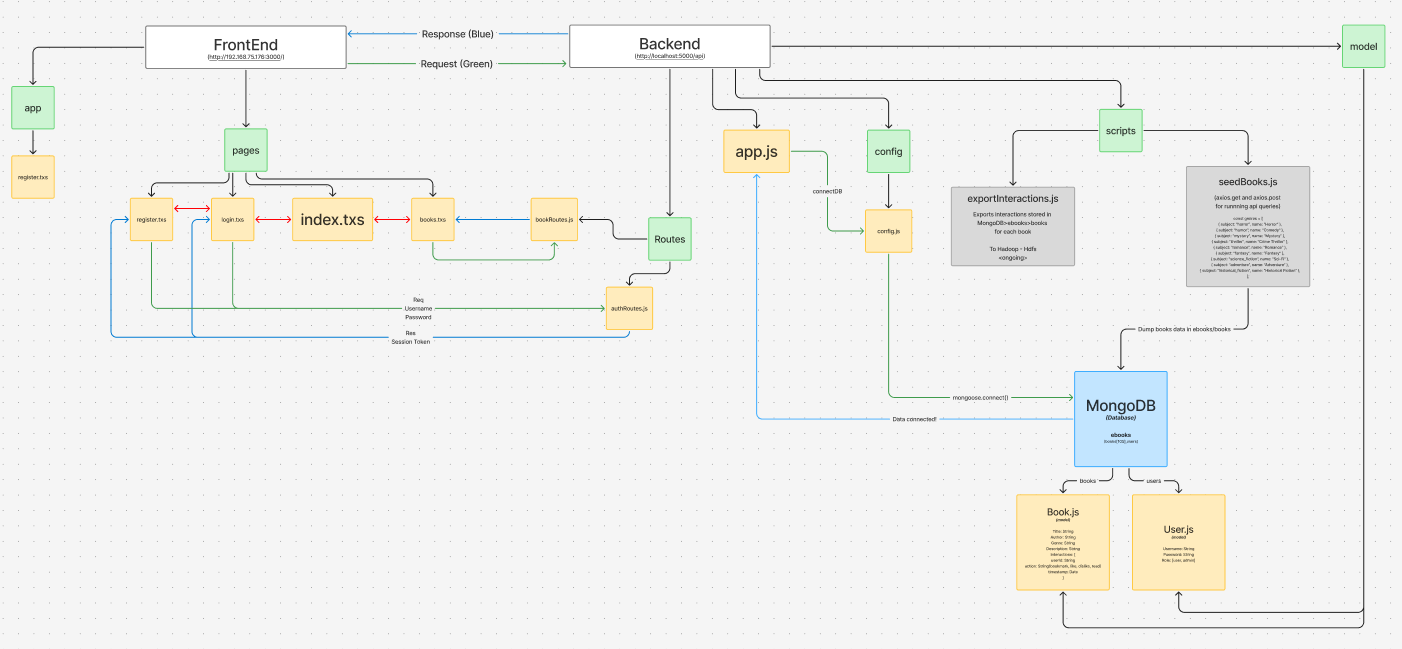 FrontEnd
(http://192.168.75.176:3000/)
Response (Blue)
Request (Green)
Backend
(http://localhost:5000/api)
model
app
register.txs
pages
register.txs
login.txs
index.txs
books.txs
bookRoutes.js
Routes
authRoutes.js
Req
Username
Password
Res
Session Token
app.js
connectDB
config
config.js
scripts
exportInteractions.js
Exports interactions stored in
MongoDB>ebooks>books
for each book
To Hadoop - Hdfs
<ongoing>
seedBooks.js
(axios.get and axios.post
for runnning api queries)
const genres = [
{ subject: "horror", name: "Horror" },
{ subject: "humor", name: "Comedy" },
{ subject: "mystery", name: "Mystery" },
{ subject: "thriller", name: "Crime Thriller" },
{ subject: "romance", name: "Romance" },
{ subject: "fantasy", name: "Fantasy" },
{ subject: "science_fiction", name: "Sci-Fi" },
{ subject: "adventure", name: "Adventure" },
{ subject: "historical_fiction", name: "Historical Fiction" },
Dump books data in ebooks/books
mongoose.connect()
Data connected!
MongoDB
(Database)
ebooks
books
users
Book.js
(model)
Title: String
Author: String
Genre: String
Description: String
Interactions: {
userId: String
action: String(bookmark, like, dislike, read)
timestamp: Date
}
User.js
(model)
Username: String
Password: String
Role: [user, author]